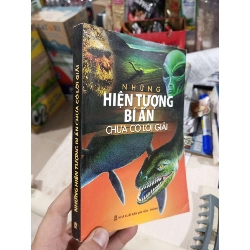 NHỮNG
HIỆN TƯỢNG
BÍ ẨN
CHƯA CÓ LỜI GIẢI
NHỮNG HIỆN TƯỢNG BÍ ẨN CHƯA CÓ LỜI GIẢI